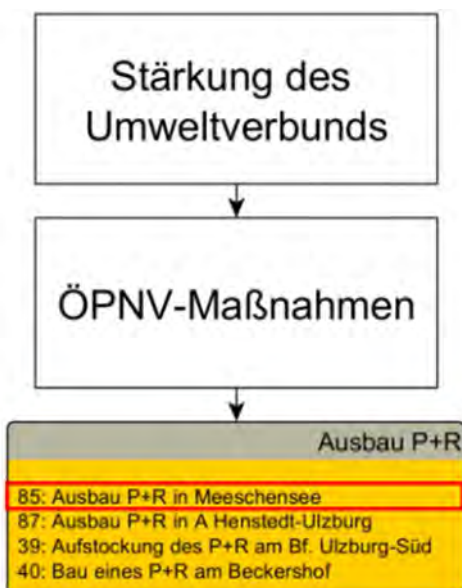 Stärkung des
Umweltverbunds
ÖPNV-Maßnahmen
Ausbau P+R
85: Ausbau P+R in Meeschensee
87: Ausbau P+R in A Henstedt-Ulzburg
39: Aufstockung des P+R am Bf. Ulzburg-Süd
40: Bau eines P+R am Beckershof